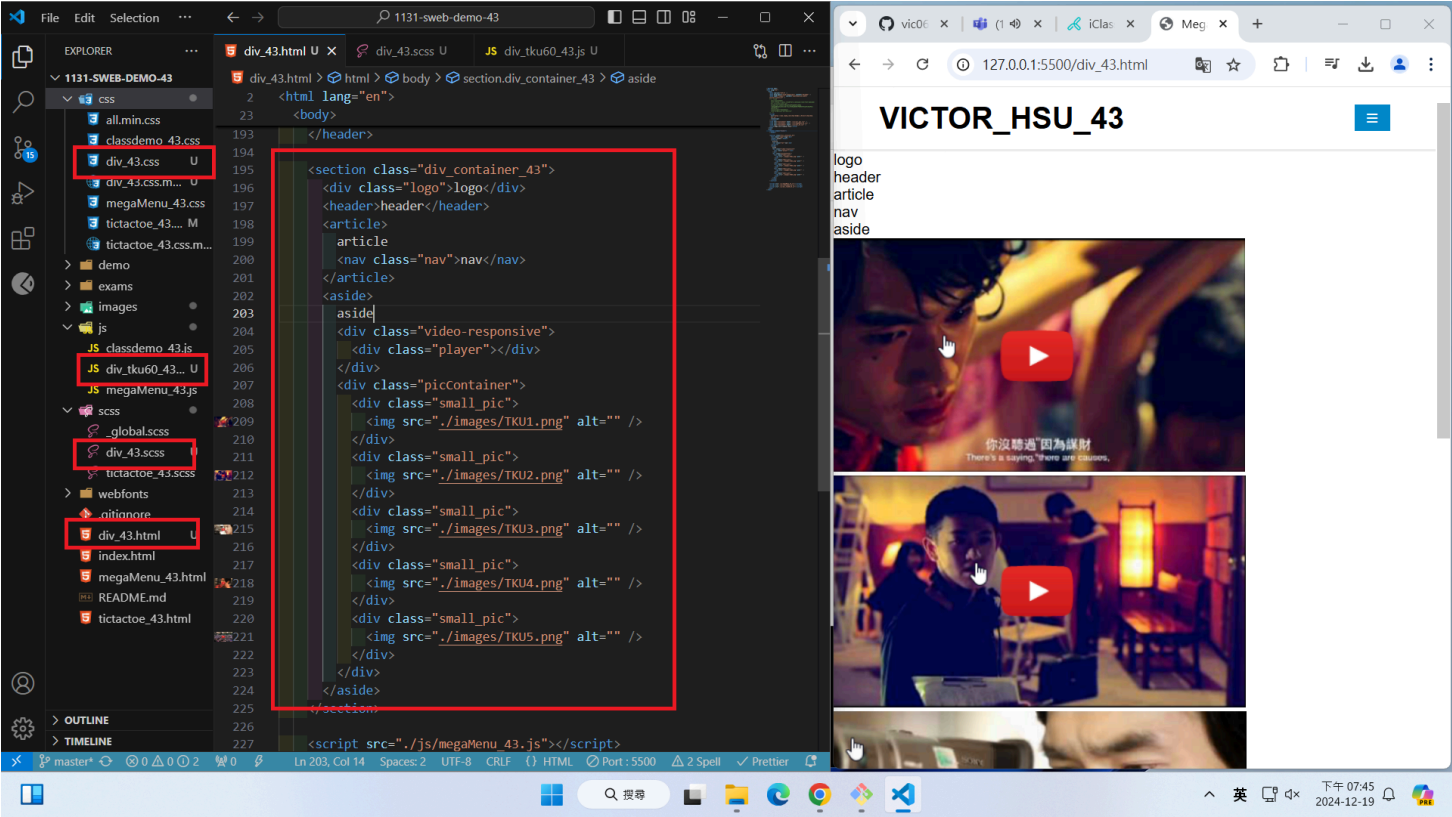 File Edit Selection ··· 1131-sweb-demo-43
EXPLORER ···
1131-SWEB-DEMO-43
css
all.min.css
classdemo_43.css
div_43.css U
div_43.css.m... U
megaMenu_43.css
tictactoe_43.... M
tictactoe_43.css.m...
demo
exams
images
js
classdemo_43.js
div_tku60_43... U
megaMenu_43.js
scss
_global.scss
div_43.scss U
tictactoe_43.scss
webfonts
.gitignore
div_43.html U
index.html
megaMenu_43.html
README.md
tictactoe_43.html
OUTLINE
TIMELINE
15
div_43.html U div_43.scss U JS div_tku60_43.js U
div_43.html > html > body > section.div_container_43 > aside
2 <html lang="en">
23 <body>
193 </header>
194
195 <section class="div_container_43">
196 <div class="logo">logo</div>
197 <header>header</header>
198 <article>
199 article
200 <nav class="nav">nav</nav>
201 </article>
202 <aside>
203 aside
204 <div class="video-responsive">
205 <div class="player"></div>
206 </div>
207 <div class="picContainer">
208 <div class="small_pic">
209 <img src="./images/TKU1.png" alt="" />
210 </div>
211 <div class="small_pic">
212 <img src="./images/TKU2.png" alt="" />
213 </div>
214 <div class="small_pic">
215 <img src="./images/TKU3.png" alt="" />
216 </div>
217 <div class="small_pic">
218 <img src="./images/TKU4.png" alt="" />
219 </div>
220 <div class="small_pic">
221 <img src="./images/TKU5.png" alt="" />
222 </div>
223 </div>
224 </aside>
225 </section>
226
227 <script src="./js/megaMenu_43.js"></script>
master* 0 0 2 0 Ln 203, Col 14 Spaces: 2 UTF-8 CRLF {} HTML Port : 5500 2 Spell Prettier
vic06 (1 iClas Meg
127.0.0.1:5500/div_43.html
VICTOR_HSU_43
logo
header
article
nav
aside
你沒聽過"因為謀財
There's a saying,"there are causes,
搜尋
英
下午 07:45
2024-12-19
PRE